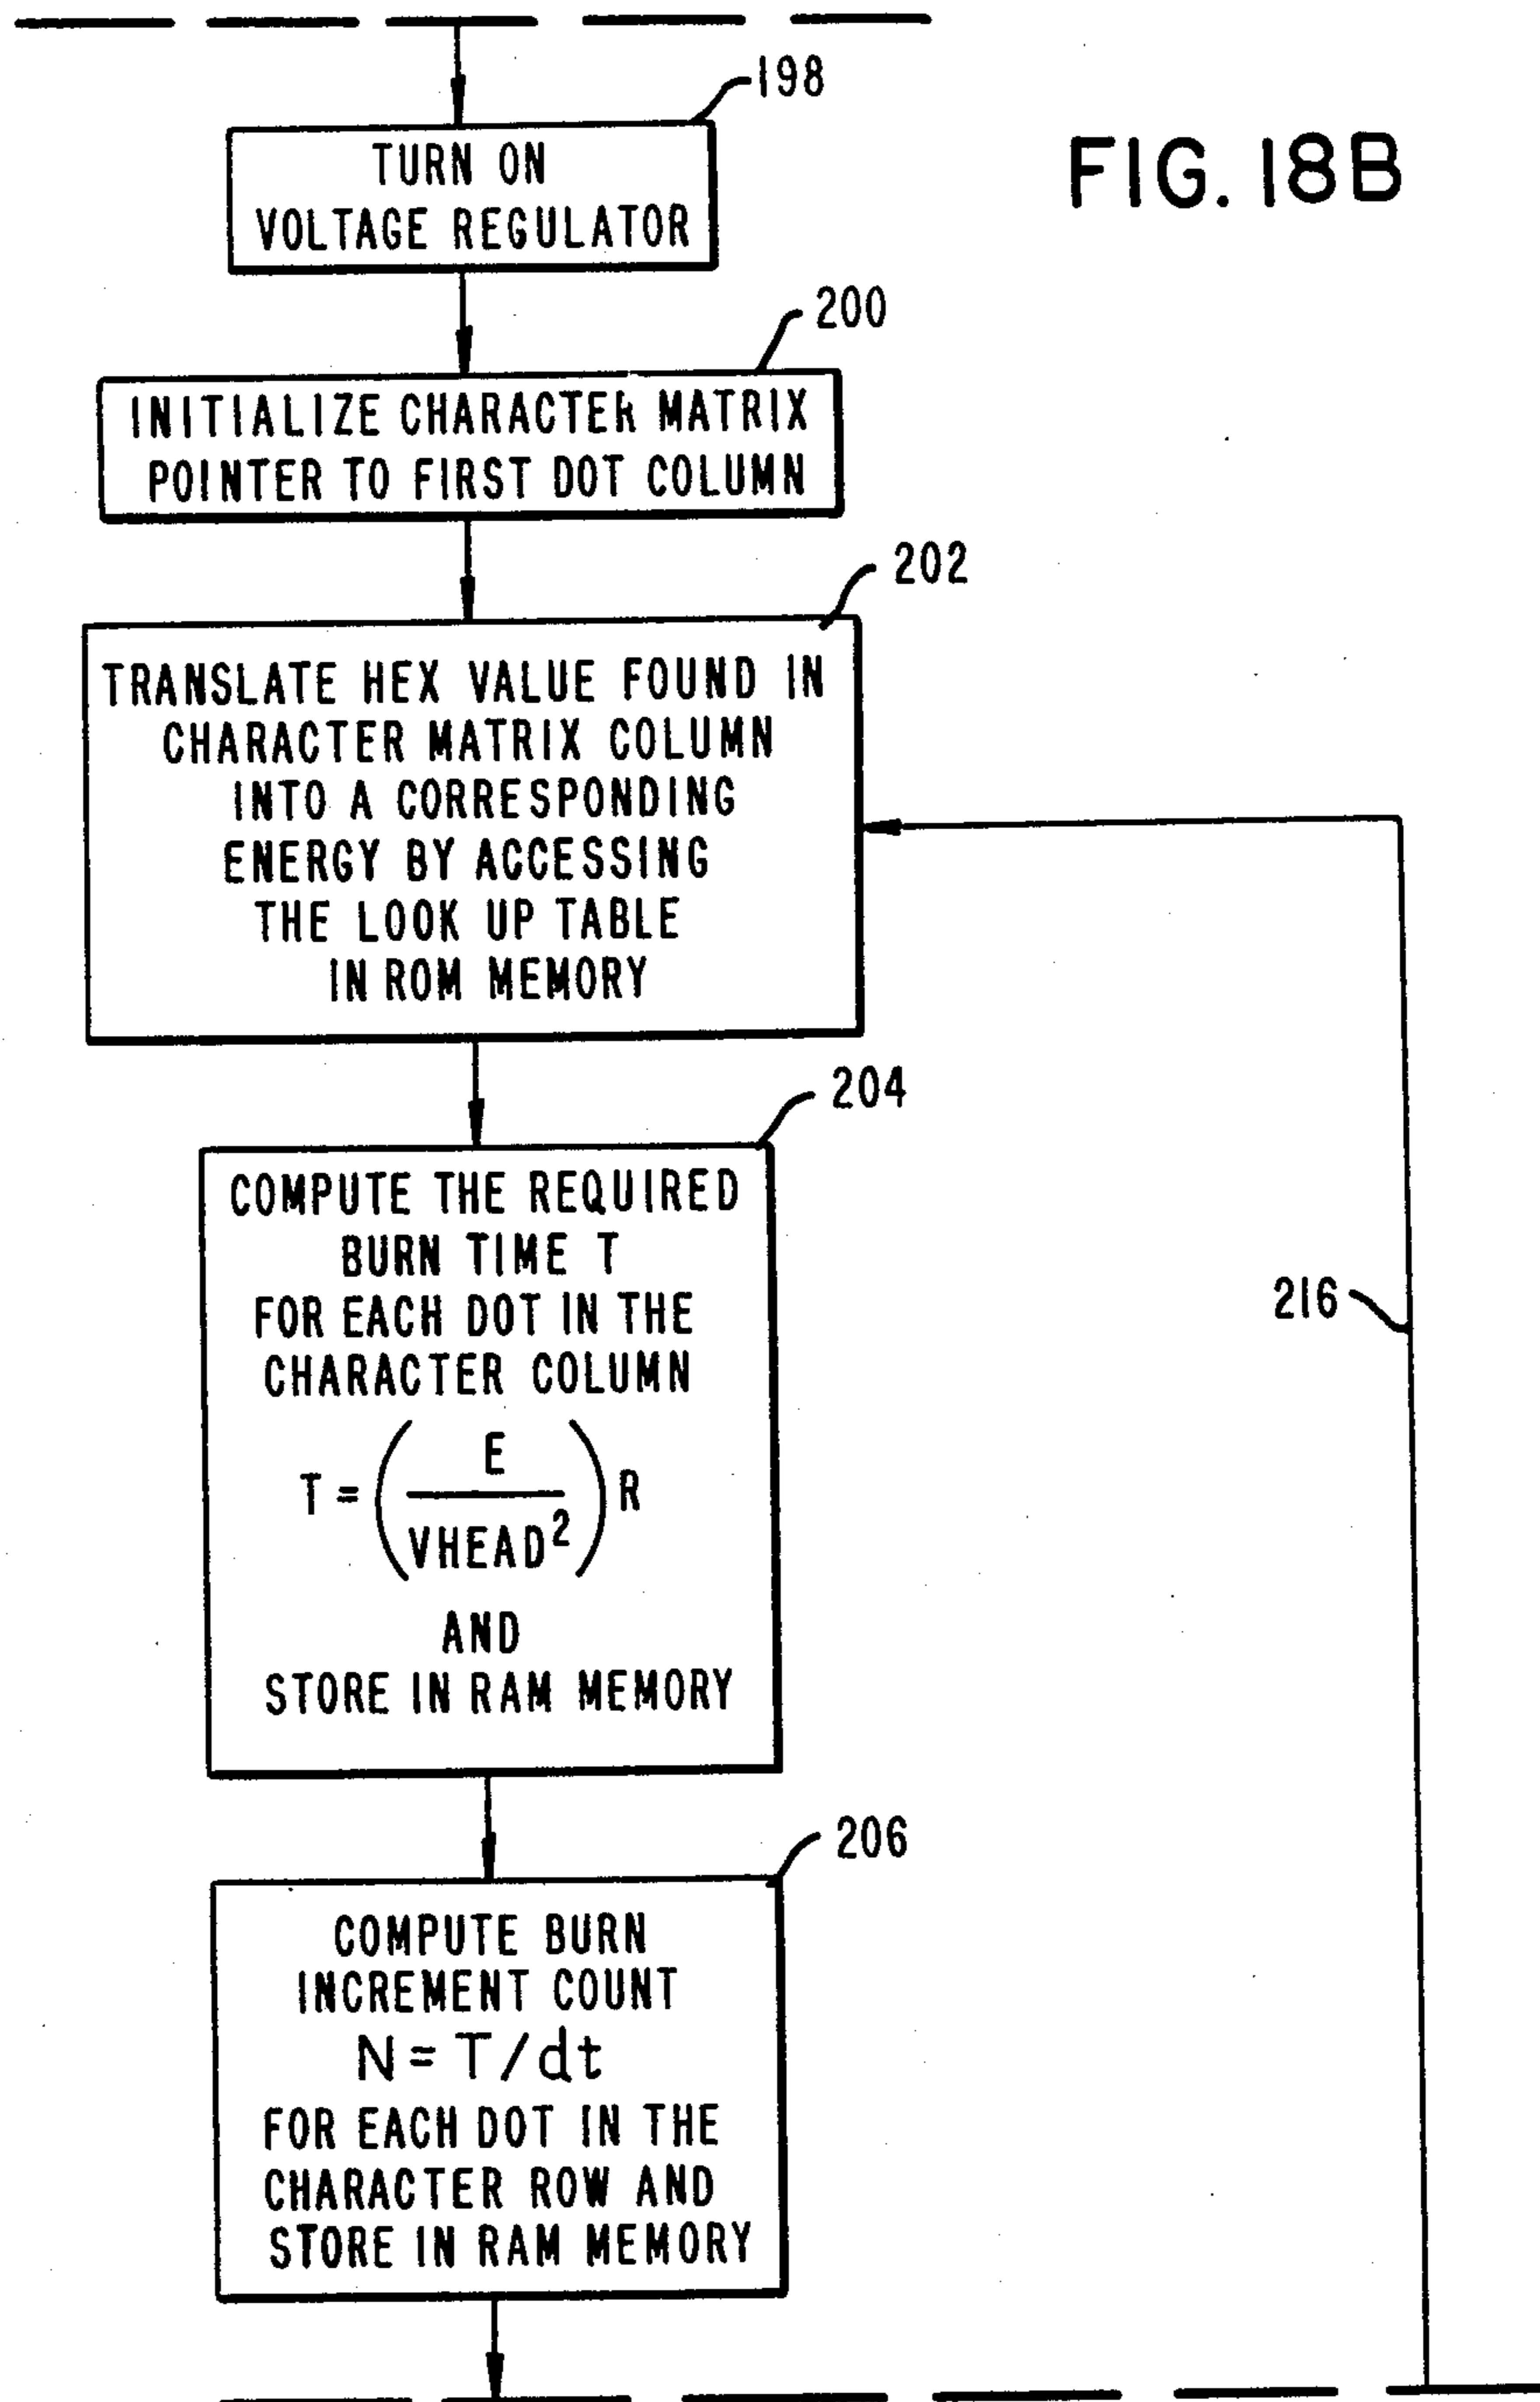 198
FIG. 18B
TURN ON
VOLTAGE REGULATOR
200
INITIALIZE CHARACTER MATRIX
POINTER TO FIRST DOT COLUMN
202
TRANSLATE HEX VALUE FOUND IN
CHARACTER MATRIX COLUMN
INTO A CORRESPONDING
ENERGY BY ACCESSING
THE LOOK UP TABLE
IN ROM MEMORY
204
COMPUTE THE REQUIRED
BURN TIME T
FOR EACH DOT IN THE
CHARACTER COLUMN
T = (E / VHEAD²) R
AND
STORE IN RAM MEMORY
216
206
COMPUTE BURN
INCREMENT COUNT
N = T/dt
FOR EACH DOT IN THE
CHARACTER ROW AND
STORE IN RAM MEMORY